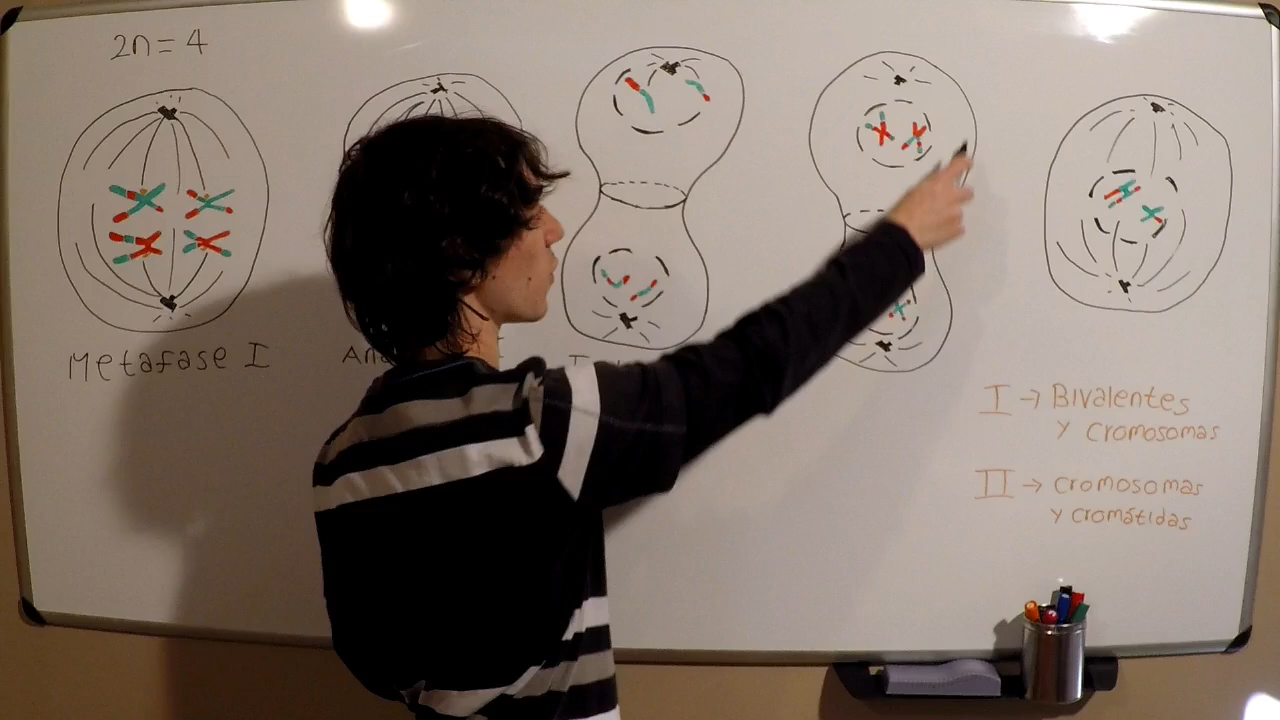 2n=4
Metafase I
I → Bivalentes
y cromosomas
II → cromosomas
y cromátidas